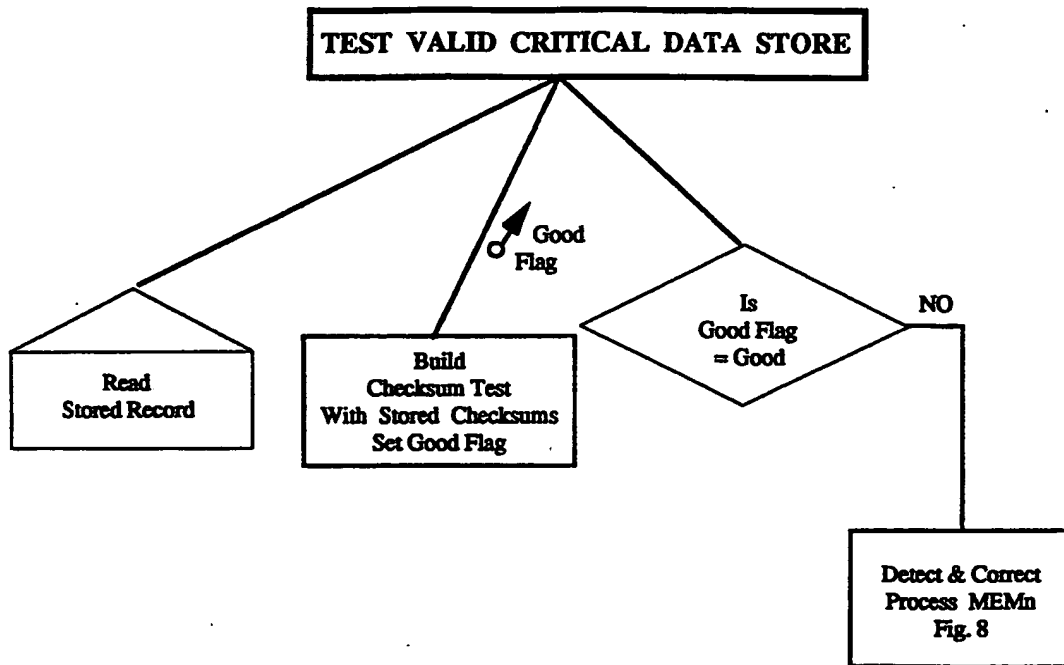 TEST VALID CRITICAL DATA STORE
Good
Flag
Read
Stored Record
Build
Checksum Test
With Stored Checksums
Set Good Flag
Is
Good Flag
= Good
NO
Detect & Correct
Process MEMn
Fig. 8